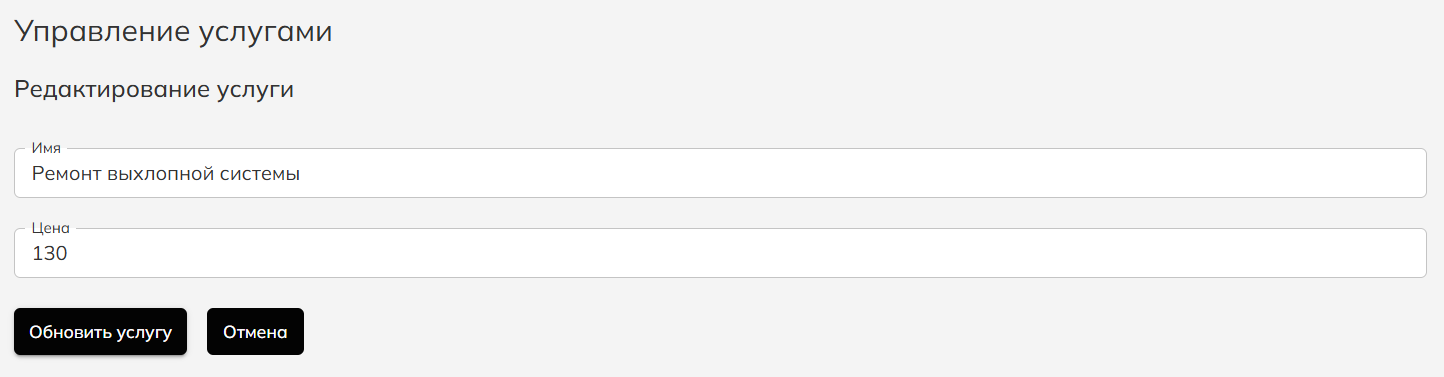 Управление услугами
Редактирование услуги
Имя
Ремонт выхлопной системы
Цена
130
Обновить услугу Отмена